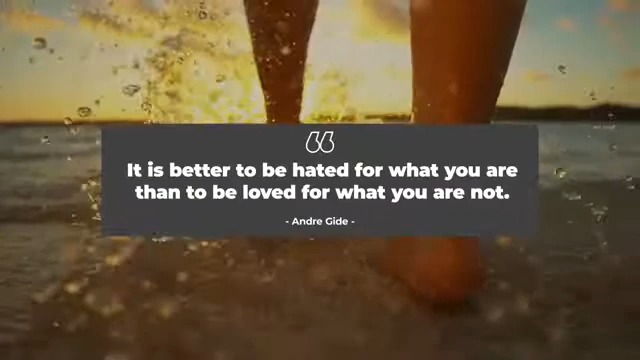 It is better to be hated for what you are
than to be loved for what you are not.
- Andre Gide -